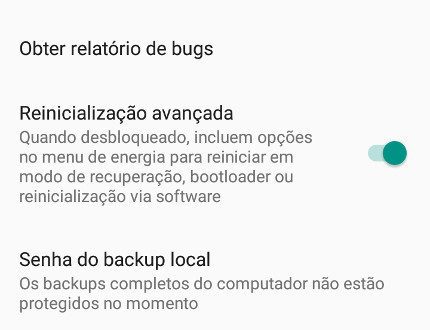 Obter relatório de bugs
Reinicialização avançada
Quando desbloqueado, incluem opções
no menu de energia para reiniciar em
modo de recuperação, bootloader ou
reinicialização via software
Senha do backup local
Os backups completos do computador não estão
protegidos no momento